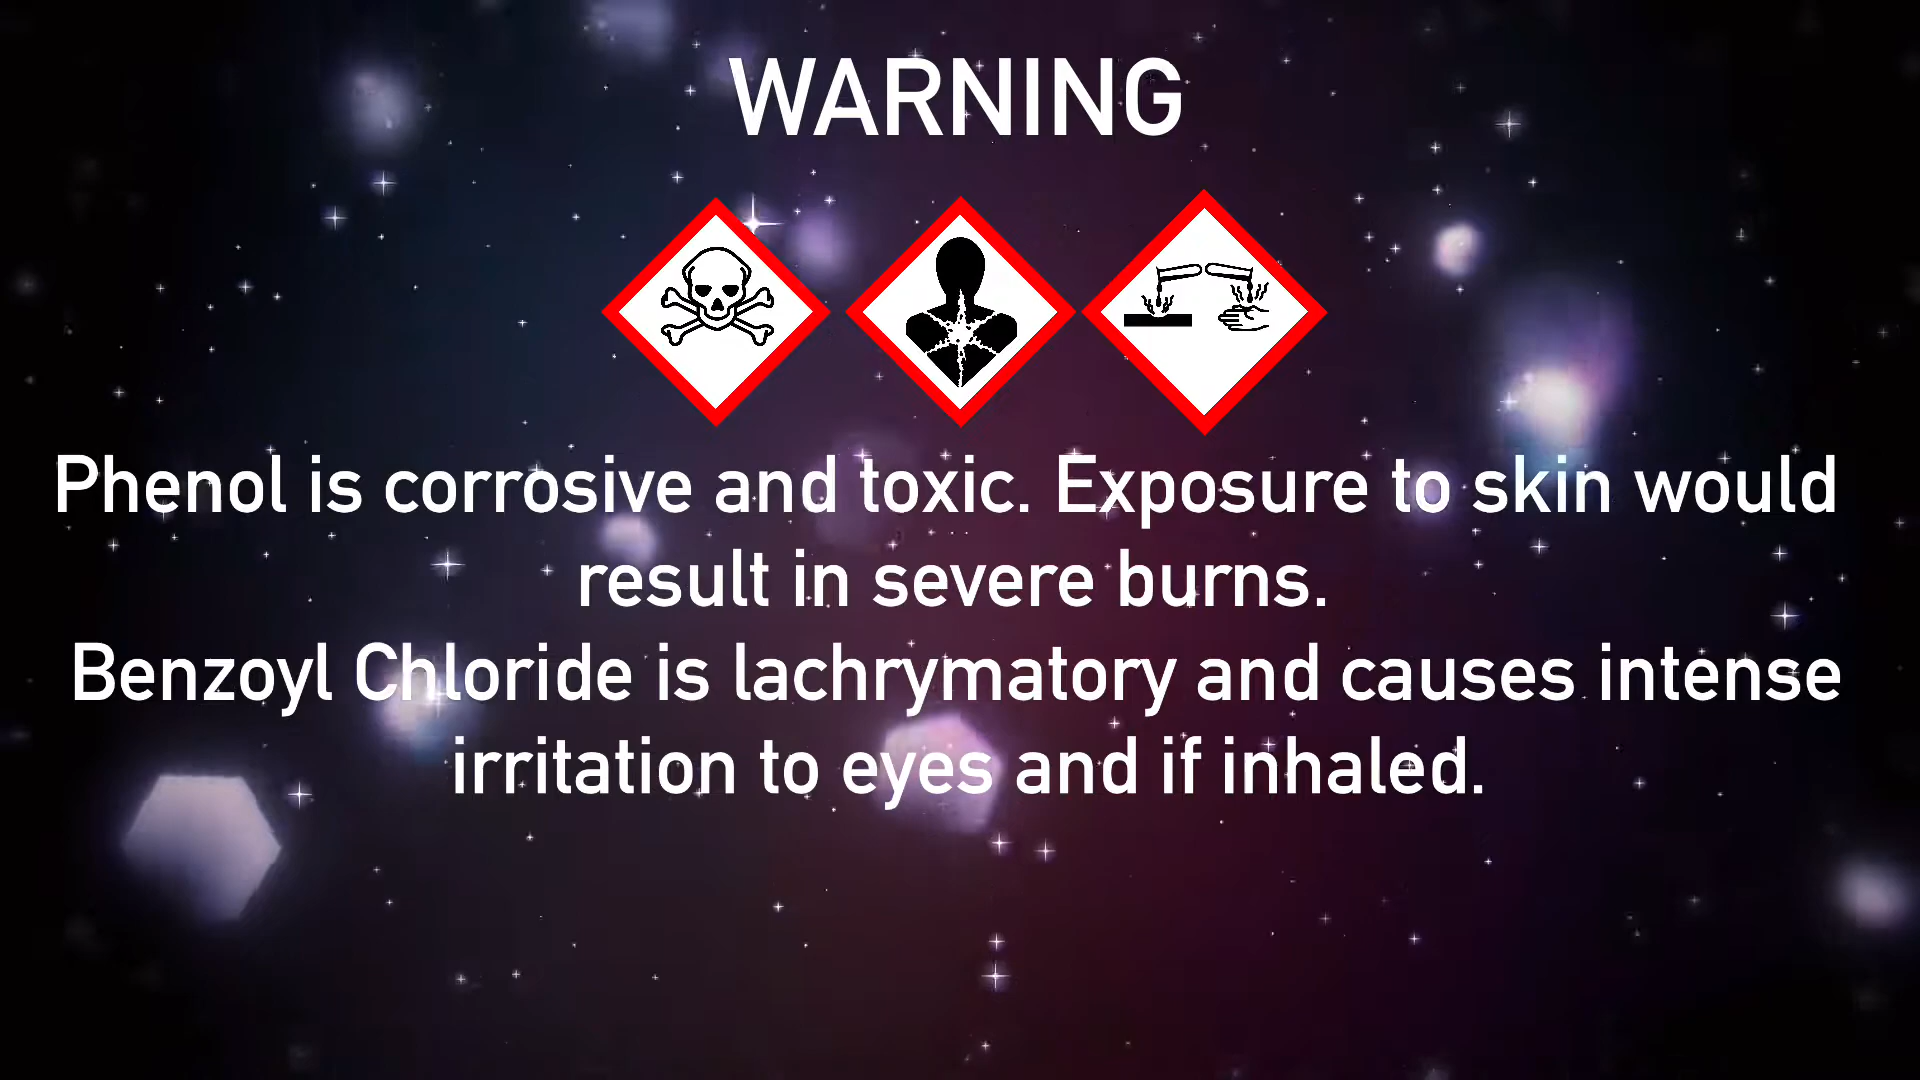 WARNING
Phenol is corrosive and toxic. Exposure to skin would
result in severe burns.
Benzoyl Chloride is lachrymatory and causes intense
irritation to eyes and if inhaled.